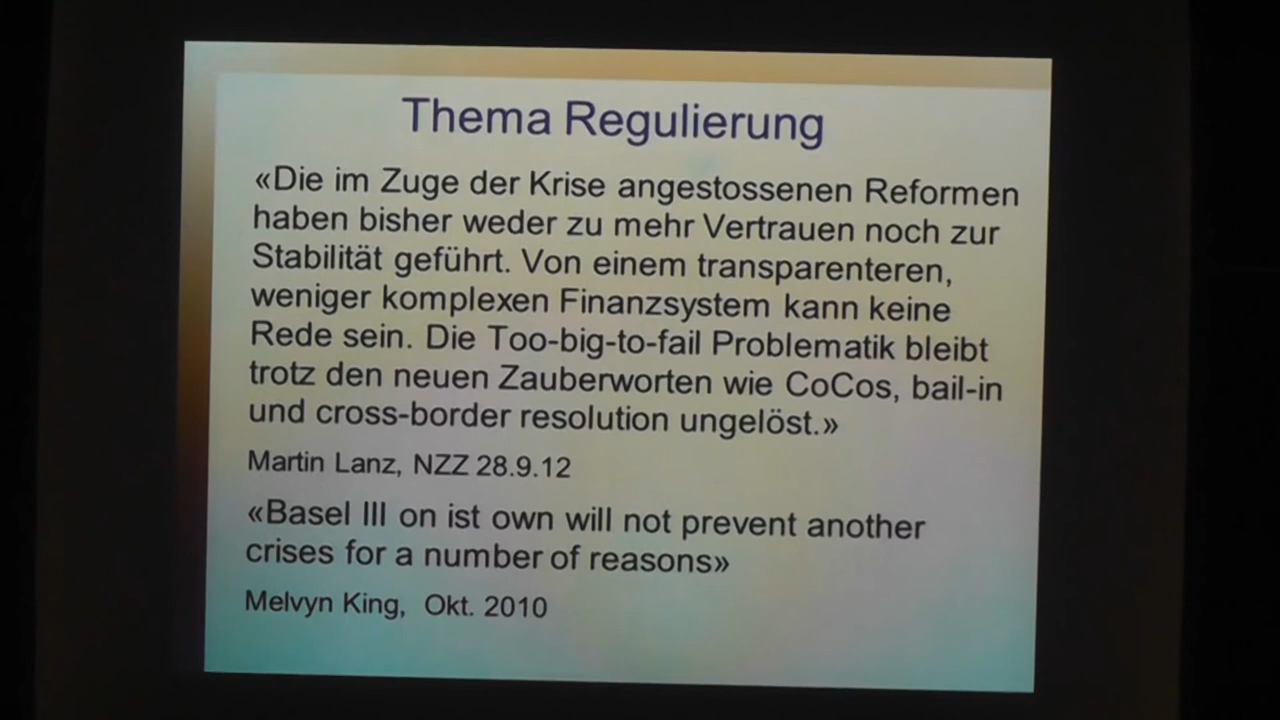 Thema Regulierung
«Die im Zuge der Krise angestossenen Reformen
haben bisher weder zu mehr Vertrauen noch zur
Stabilität geführt. Von einem transparenteren,
weniger komplexen Finanzsystem kann keine
Rede sein. Die Too-big-to-fail Problematik bleibt
trotz den neuen Zauberworten wie CoCos, bail-in
und cross-border resolution ungelöst.»
Martin Lanz, NZZ 28.9.12
«Basel III on ist own will not prevent another
crises for a number of reasons»
Melvyn King, Okt. 2010